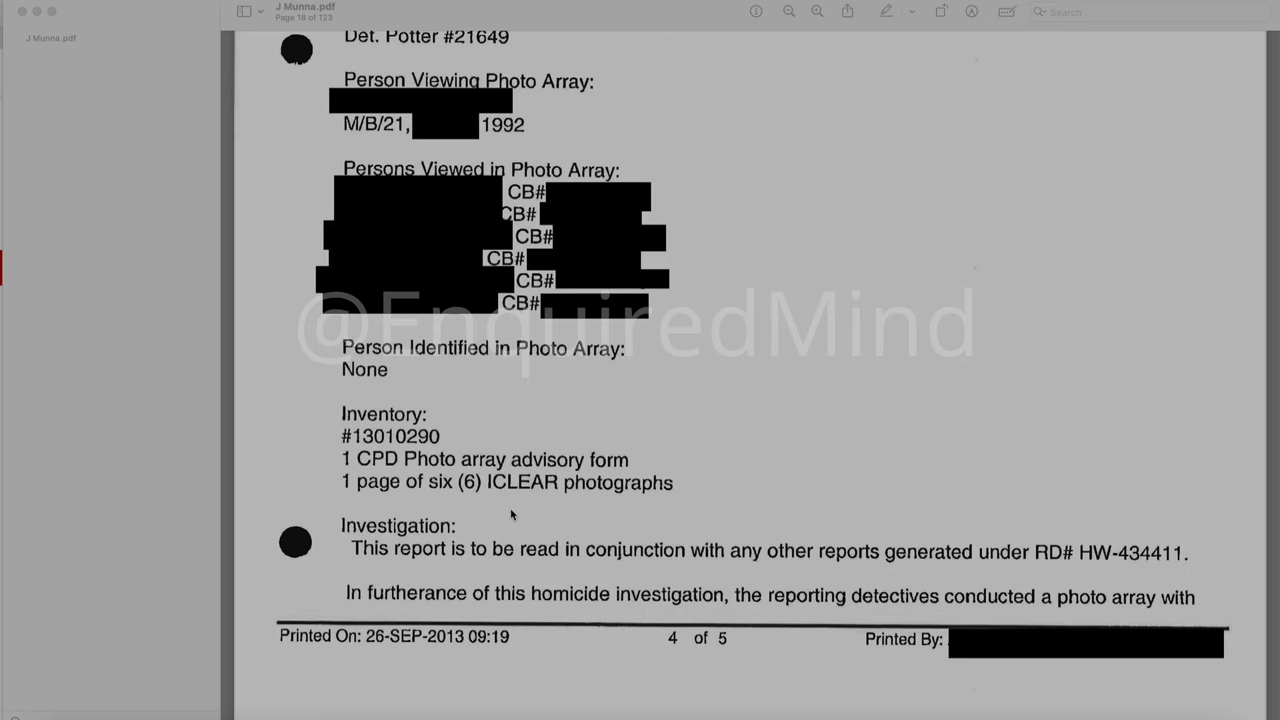 J Munna.pdf
Page 18 of 123
Search
J Munna.pdf
Det. Potter #21649
Person Viewing Photo Array:
M/B/21, 1992
Persons Viewed in Photo Array:
CB#
CB#
CB#
CB#
CB#
CB#
@EnquiredMind
Person Identified in Photo Array:
None
Inventory:
#13010290
1 CPD Photo array advisory form
1 page of six (6) ICLEAR photographs
Investigation:
This report is to be read in conjunction with any other reports generated under RD# HW-434411.
In furtherance of this homicide investigation, the reporting detectives conducted a photo array with
Printed On: 26-SEP-2013 09:19 4 of 5 Printed By: